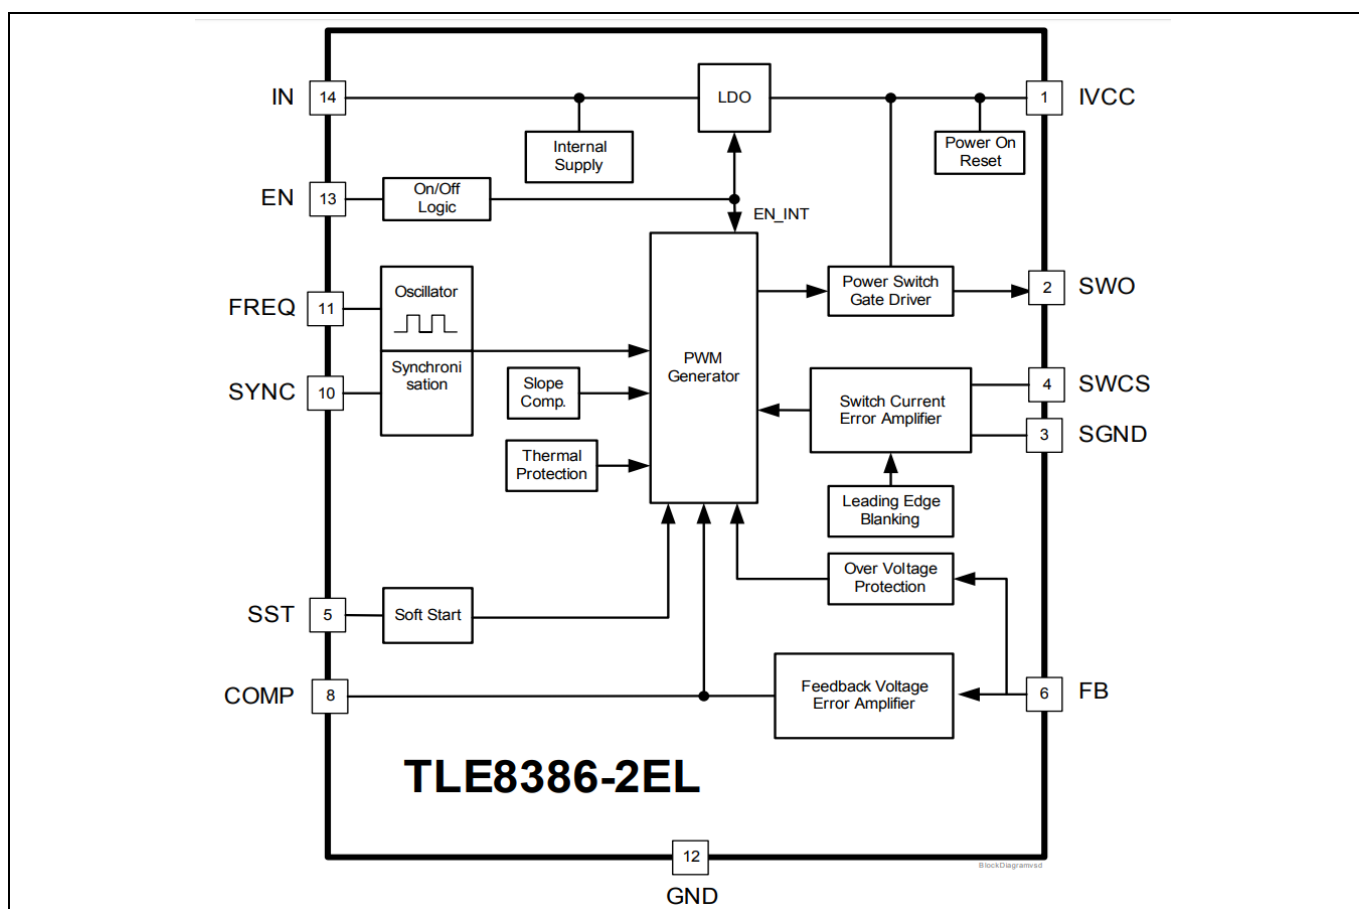 IN
14
LDO
1
IVCC
Internal
Supply
Power On
Reset
EN
13
On/Off
Logic
EN_INT
FREQ
11
Oscillator
Power Switch
Gate Driver
2
SWO
SYNC
10
Synchroni
sation
PWM
Generator
Slope
Comp.
Switch Current
Error Amplifier
4
SWCS
3
SGND
Thermal
Protection
Leading Edge
Blanking
Over Voltage
Protection
SST
5
Soft Start
COMP
8
Feedback Voltage
Error Amplifier
6
FB
TLE8386-2EL
12
GND
BlockDiagram.vsd